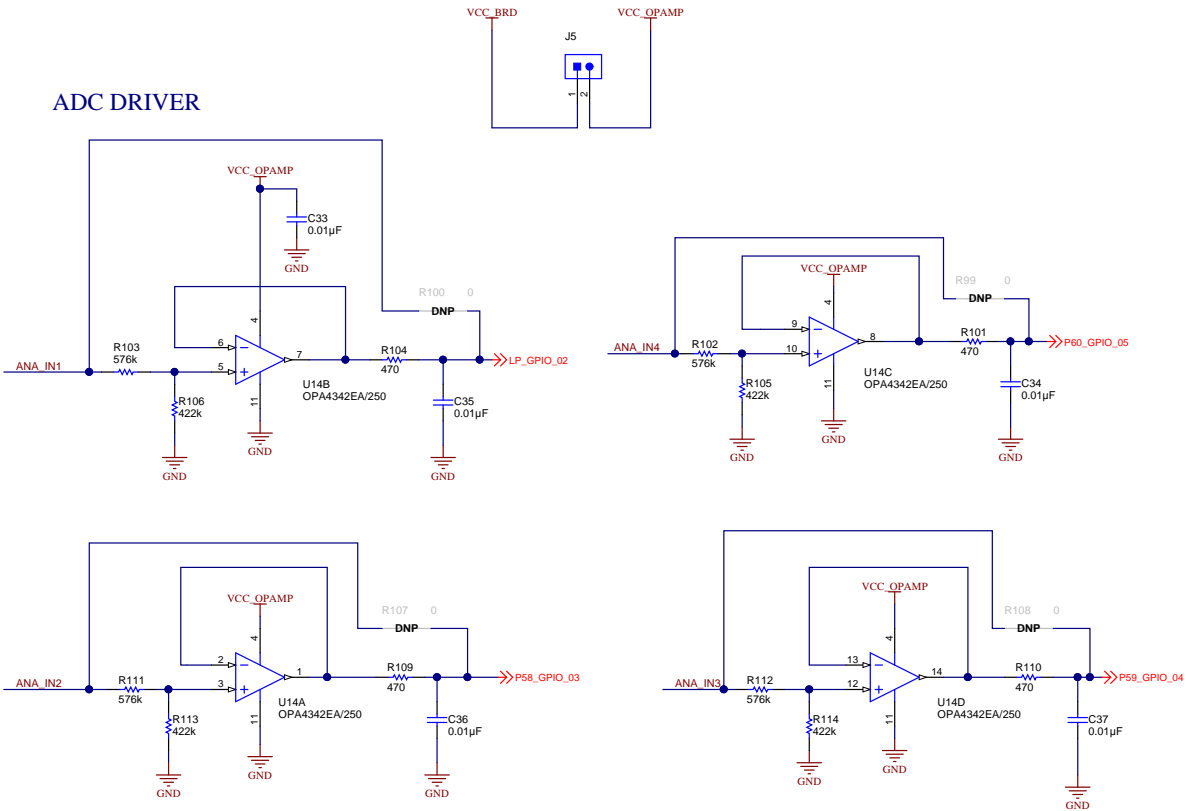 VCC_BRD
VCC_OPAMP
J5
1
2
ADC DRIVER
VCC_OPAMP
C33
0.01µF
GND
R100 0
DNP
4
6
7
5
11
ANA_IN1
R103
576k
R106
422k
GND
U14B
OPA4342EA/250
GND
R104
470
C35
0.01µF
GND
LP_GPIO_02
VCC_OPAMP
R99 0
DNP
4
9
8
10
11
ANA_IN4
R102
576k
R105
422k
GND
U14C
OPA4342EA/250
GND
R101
470
C34
0.01µF
GND
P60_GPIO_05
VCC_OPAMP
R107 0
DNP
4
2
1
3
11
ANA_IN2
R111
576k
R113
422k
GND
U14A
OPA4342EA/250
GND
R109
470
C36
0.01µF
GND
P58_GPIO_03
VCC_OPAMP
R108 0
DNP
4
13
14
12
11
ANA_IN3
R112
576k
R114
422k
GND
U14D
OPA4342EA/250
GND
R110
470
C37
0.01µF
GND
P59_GPIO_04